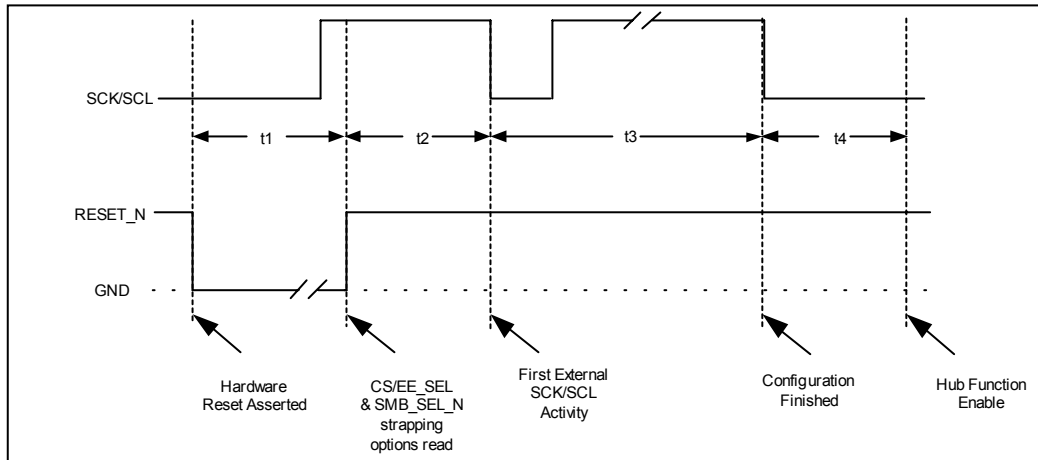 SCK/SCL
t1
t2
t3
t4
RESET_N
GND
Hardware
Reset Asserted
CS/EE_SEL
& SMB_SEL_N
strapping
options read
First External
SCK/SCL
Activity
Configuration
Finished
Hub Function
Enable